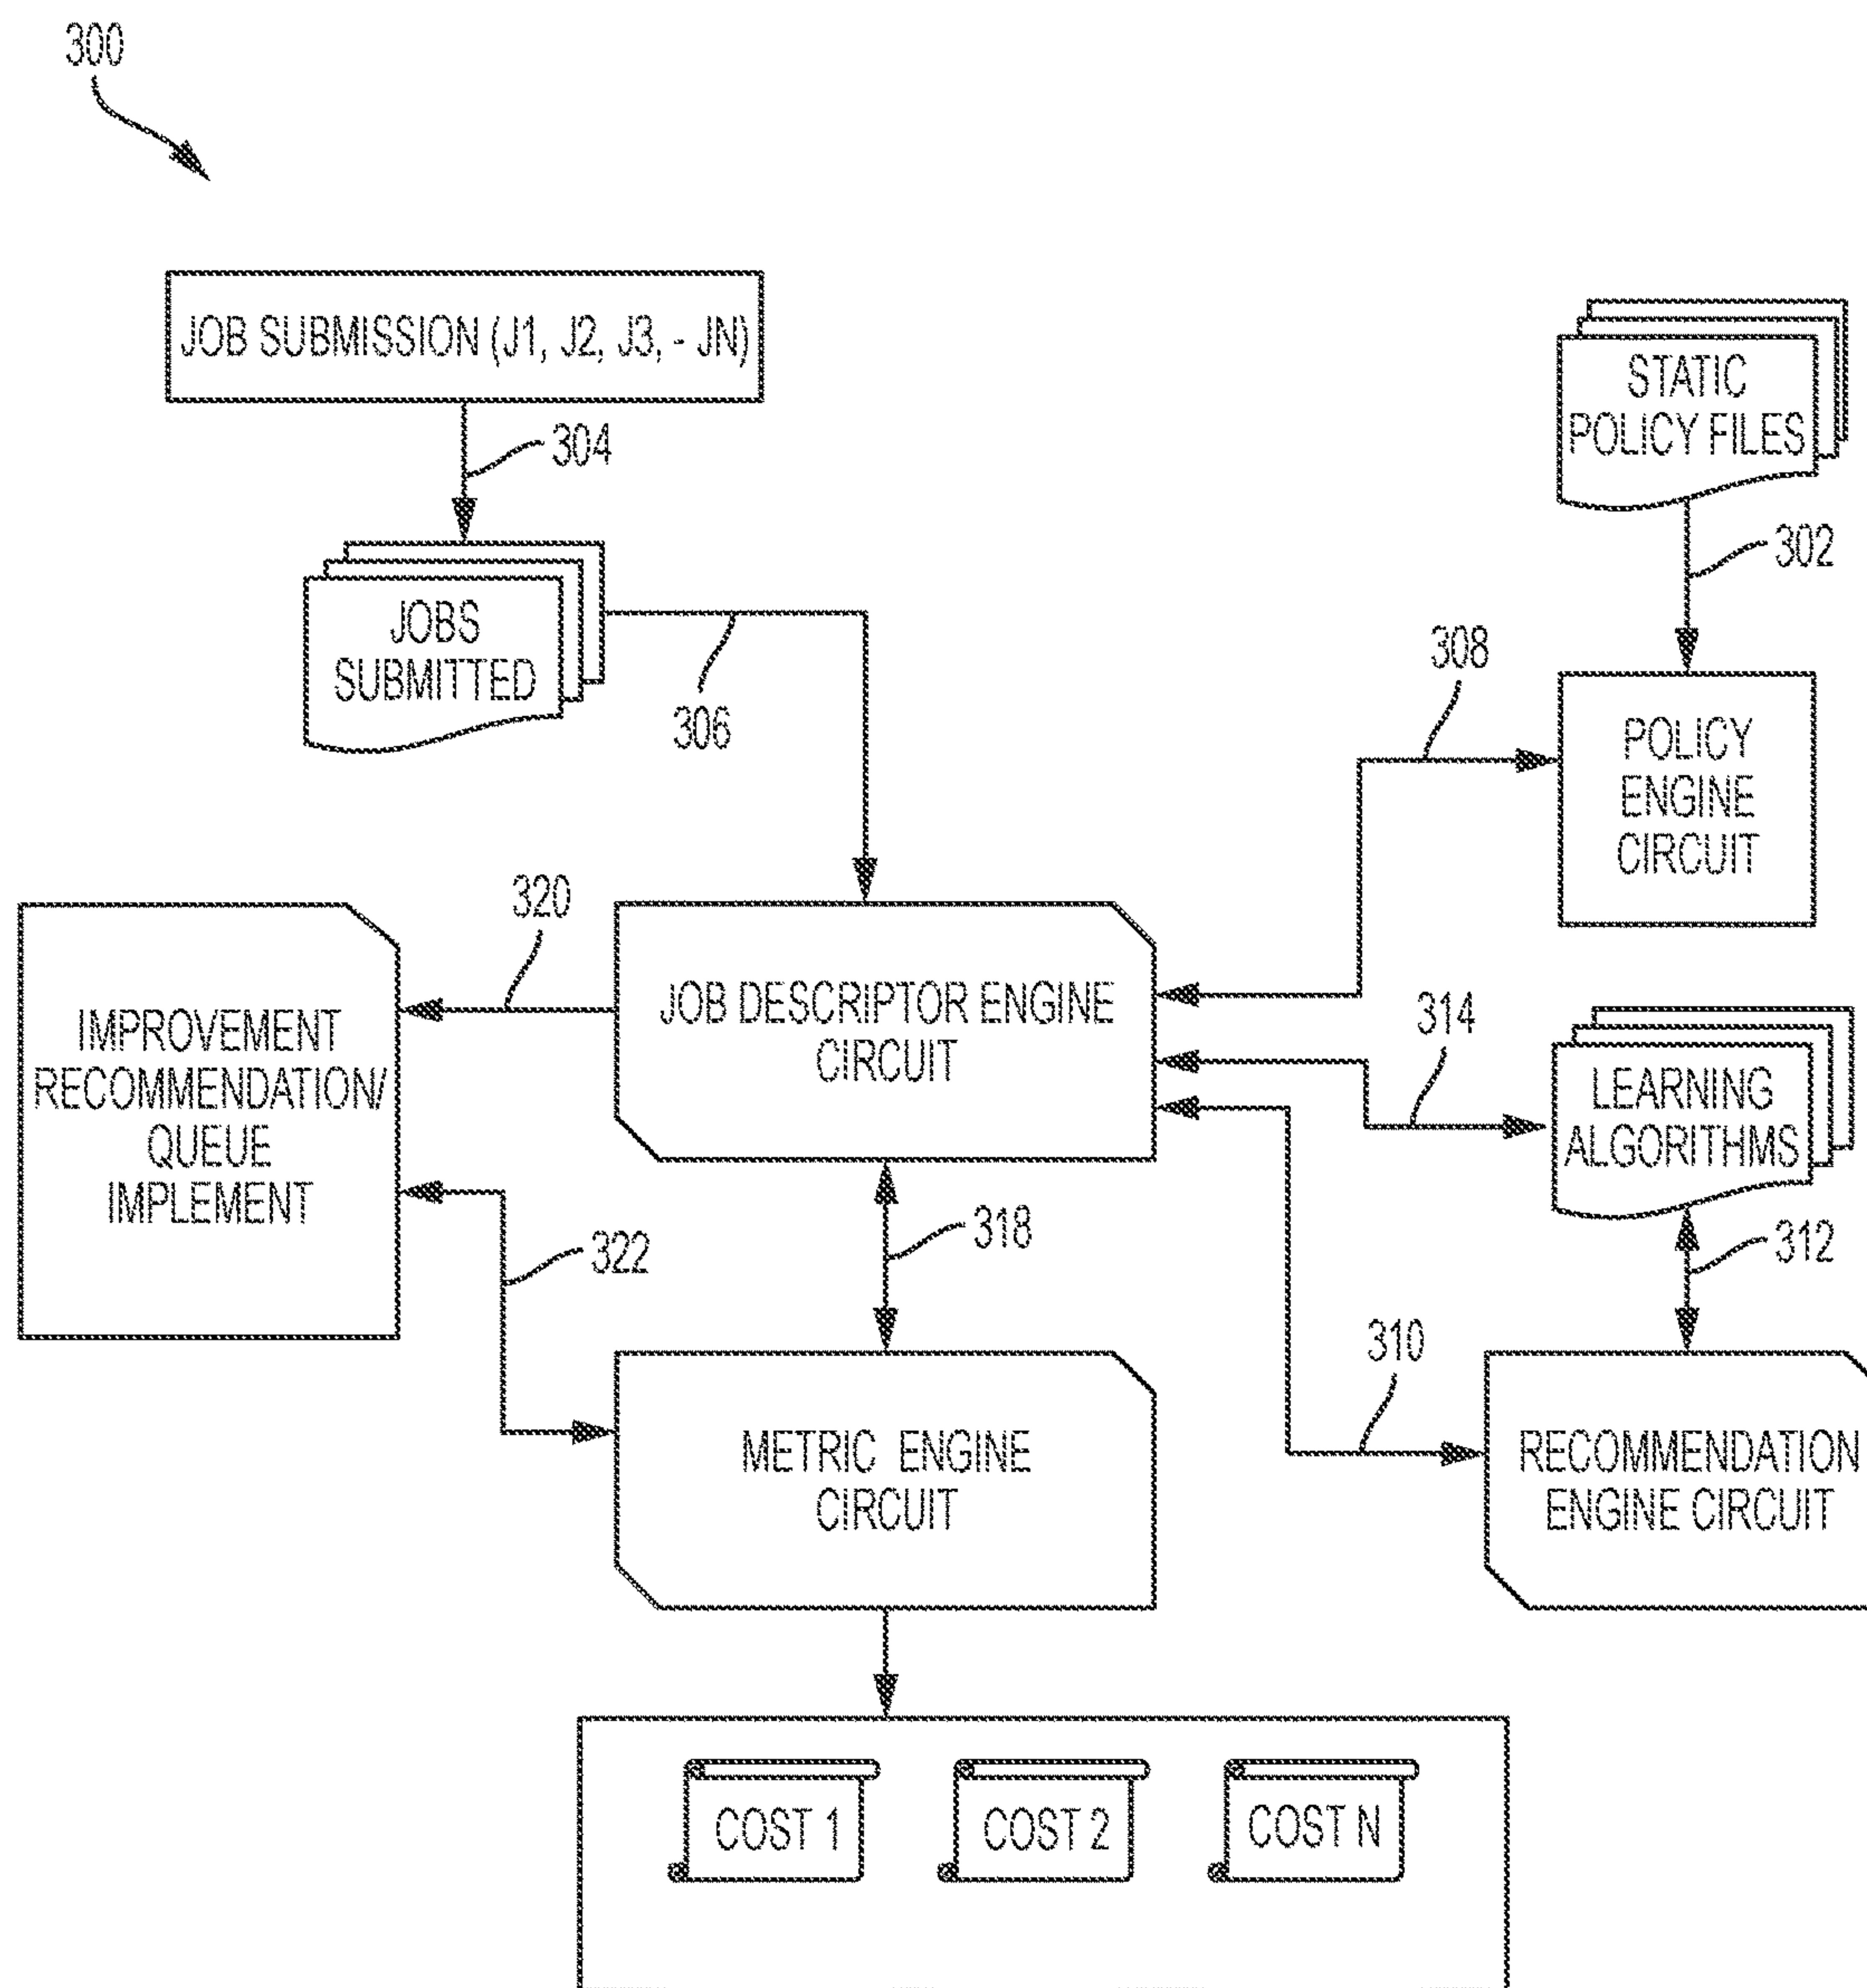 300
JOB SUBMISSION (J1, J2, J3, - JN)
304
STATIC
POLICY FILES
302
JOBS
SUBMITTED
306
308
POLICY
ENGINE
CIRCUIT
320
IMPROVEMENT
RECOMMENDATION/
QUEUE
IMPLEMENT
JOB DESCRIPTOR ENGINE
CIRCUIT
314
LEARNING
ALGORITHMS
322
318
312
310
METRIC ENGINE
CIRCUIT
RECOMMENDATION
ENGINE CIRCUIT
COST 1
COST 2
COST N